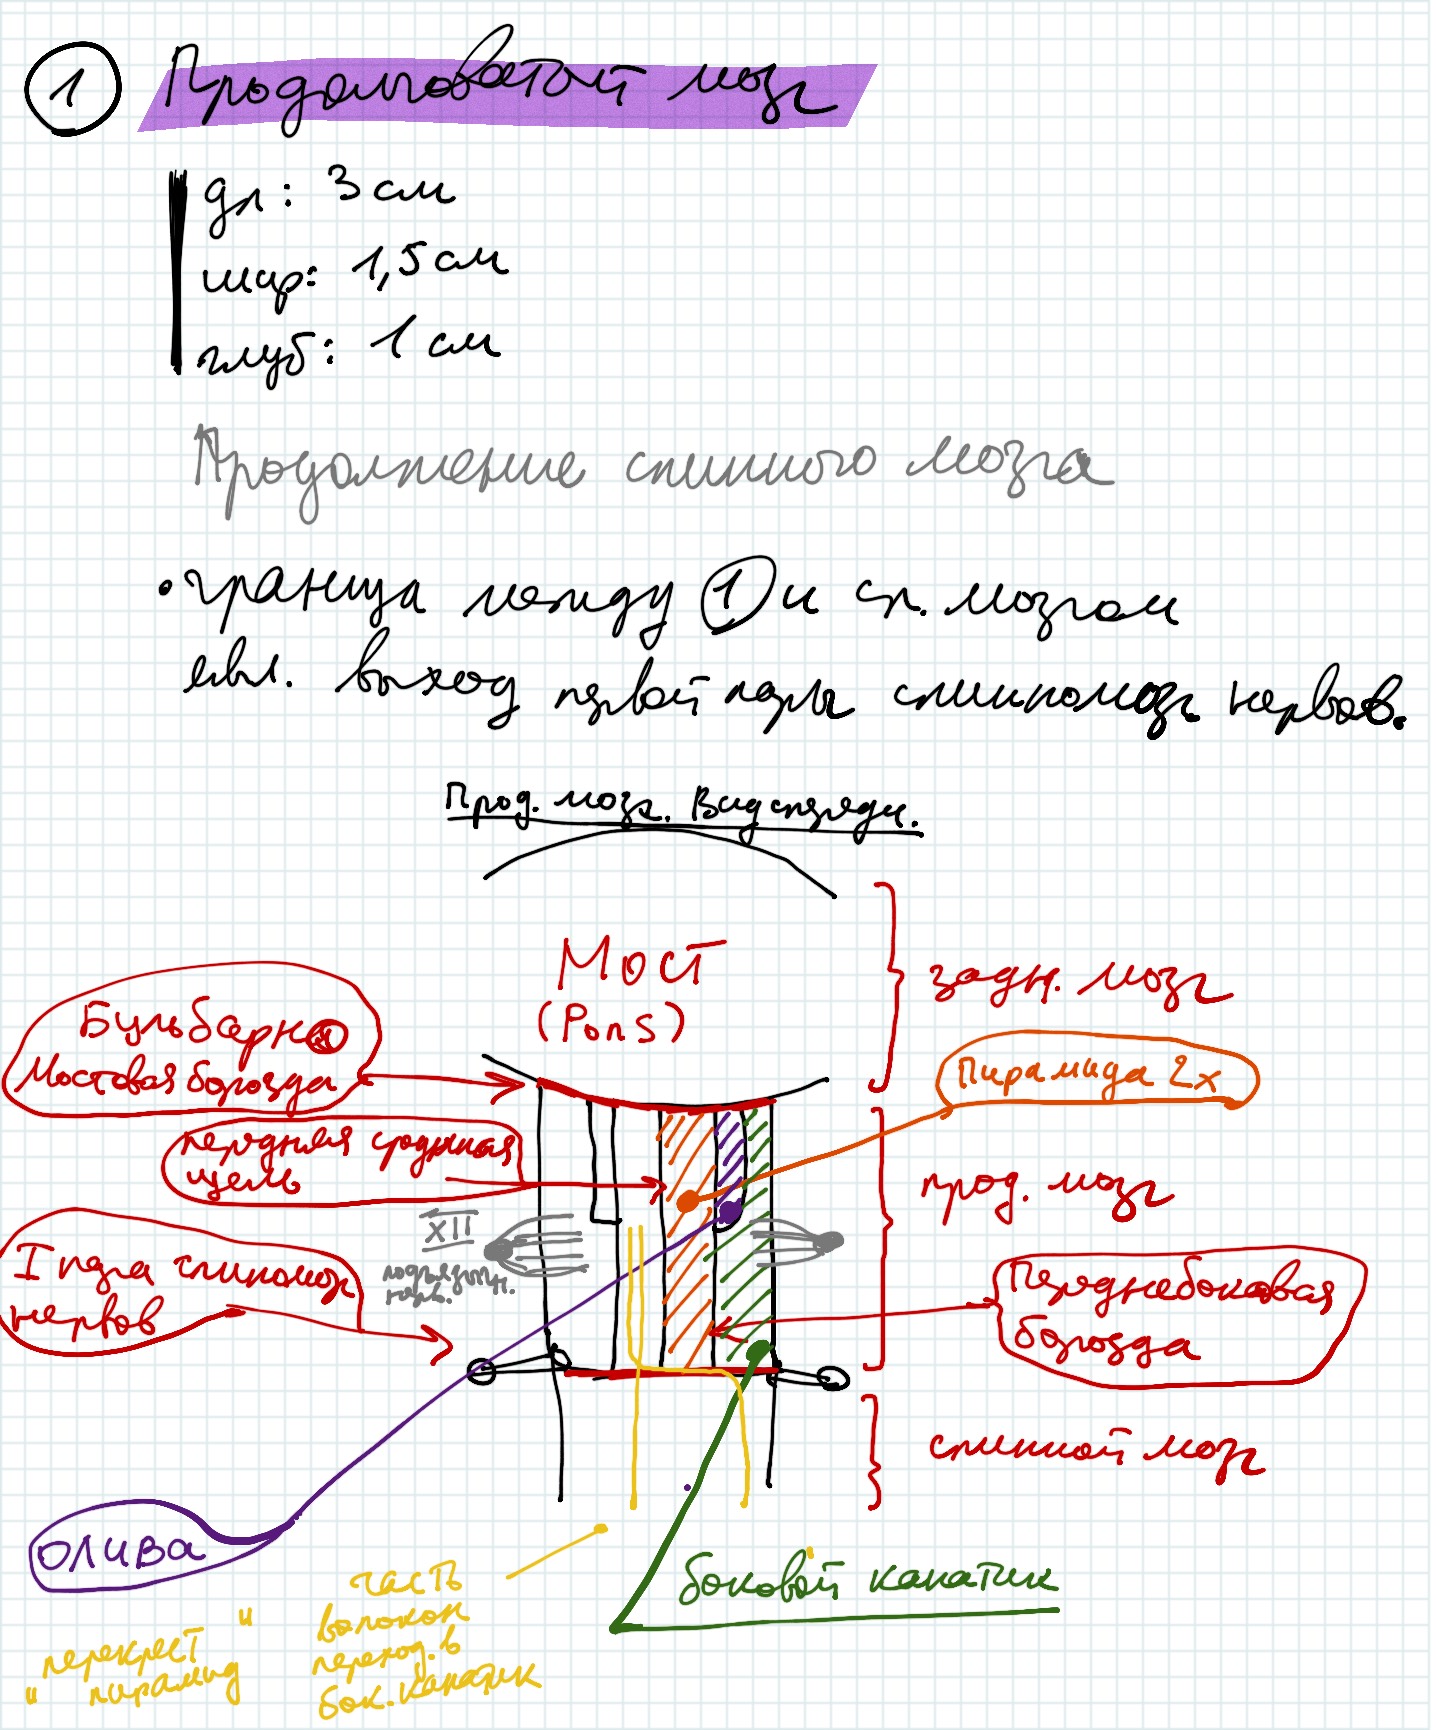 1 Продолговатый мозг
дл: 3 см
шир: 1,5 см
глуб: 1 см
Продолжение спинного мозга
• граница между 1 и сп. мозгом
явл. выход первой пары спинномозг. нервов.
Прод. мозг. Вид спереди.
Мост
(Pons)
задн. мозг
Бульбарно
Мостовая борозда
Пирамида 2х
передняя срединная
щель
прод. мозг
XII
подъязычн.
нерв.
I пара спинномозг
нервов
Переднебоковая
борозда
спинной мозг
олива
боковой канатик
часть
волокон
переход. в
бок. канатик
"перекрест
пирамид"